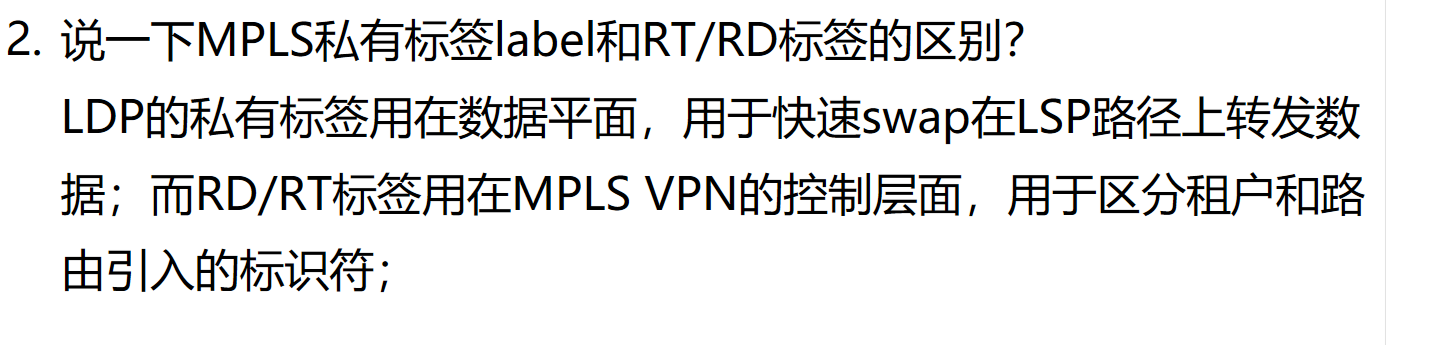 2. 说一下MPLS私有标签label和RT/RD标签的区别？
LDP的私有标签用在数据平面，用于快速swap在LSP路径上转发数
据；而RD/RT标签用在MPLS VPN的控制层面，用于区分租户和路
由引入的标识符；